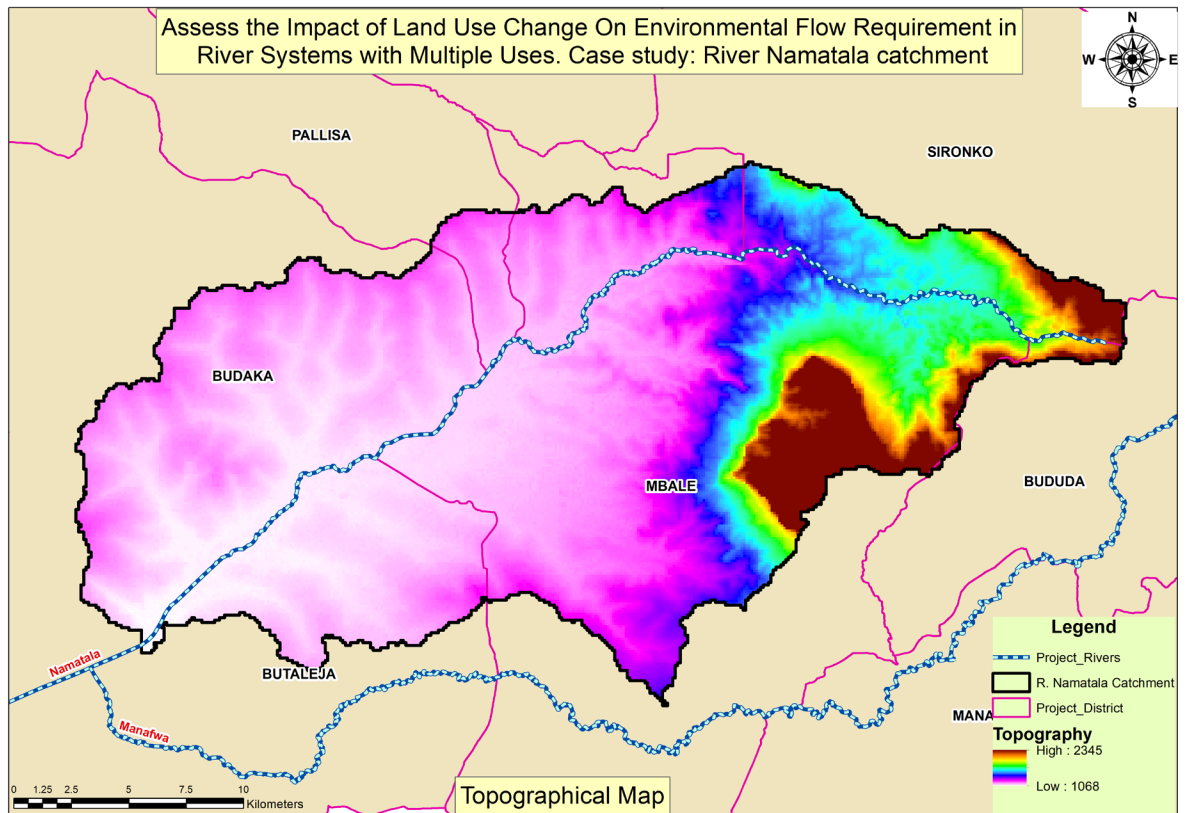 Assess the Impact of Land Use Change On Environmental Flow Requirement in
River Systems with Multiple Uses. Case study: River Namatala catchment
N
W
E
S
PALLISA
SIRONKO
BUDAKA
MBALE
BUDUDA
Namatala
BUTALEJA
Manafwa
MANA
Legend
Project_Rivers
R. Namatala Catchment
Project_District
Topography
High : 2345
Low : 1068
0 1.25 2.5 5 7.5 10
Kilometers
Topographical Map